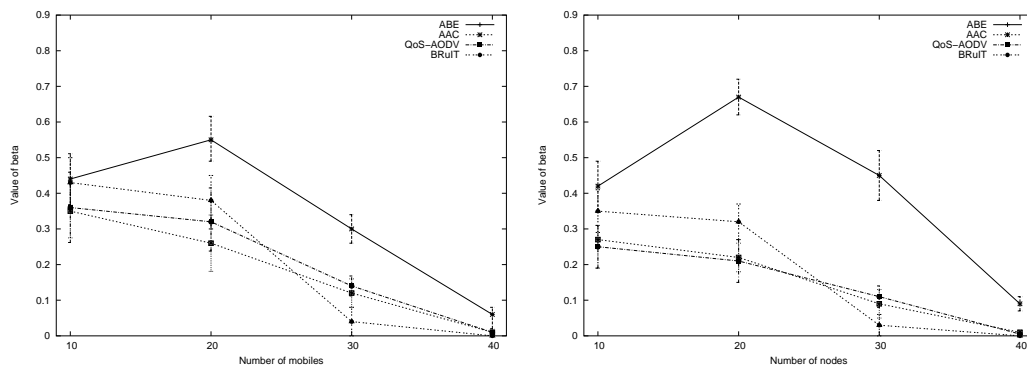 0.9
0.8
0.7
0.6
0.5
0.4
0.3
0.2
0.1
0
Value of beta
10
20
30
40
Number of mobiles
ABE
AAC
QoS-AODV
BRuIT
0.9
0.8
0.7
0.6
0.5
0.4
0.3
0.2
0.1
0
Value of beta
10
20
30
40
Number of nodes
ABE
AAC
QoS-AODV
BRuIT